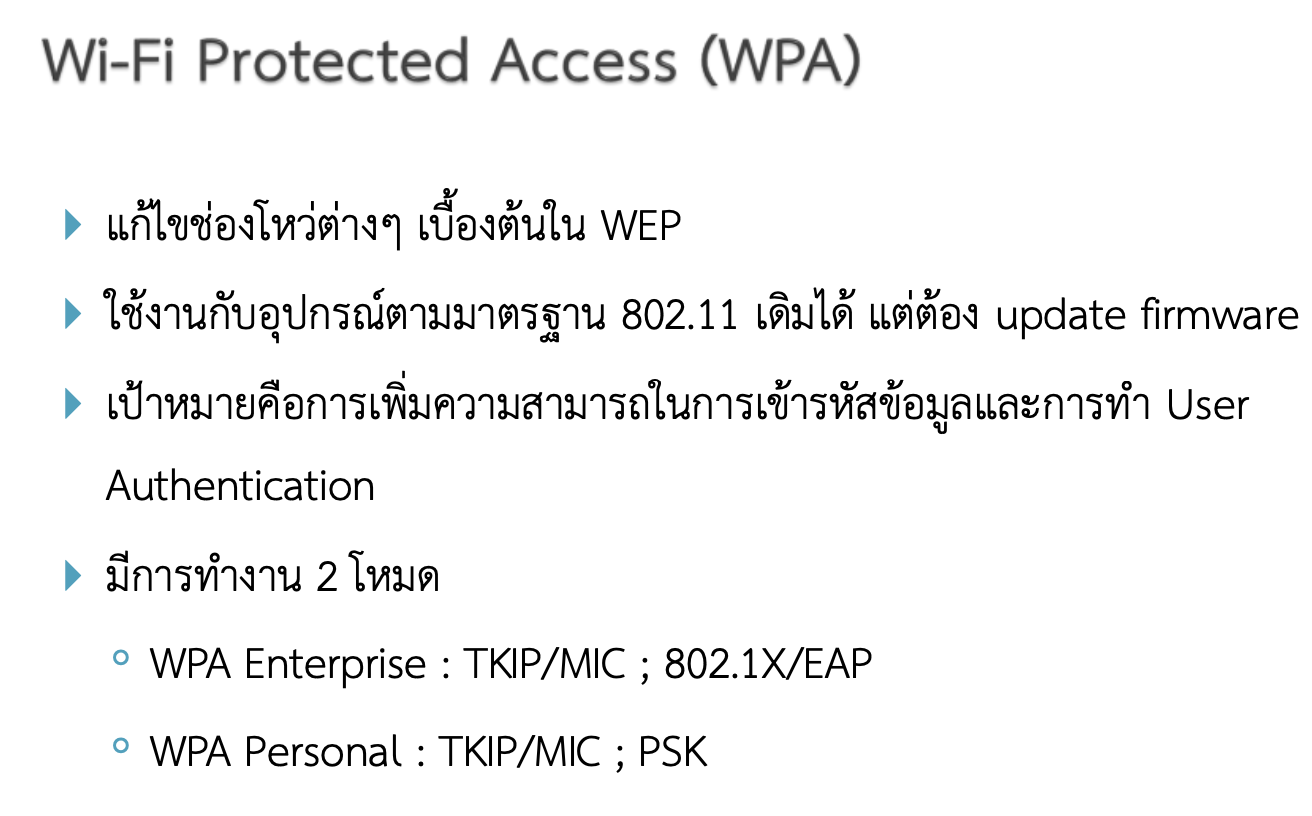 Wi-Fi Protected Access (WPA)
แก้ไขช่องโหว่ต่างๆ เบื้องต้นใน WEP
ใช้งานกับอุปกรณ์ตามมาตรฐาน 802.11 เดิมได้ แต่ต้อง update firmware
เป้าหมายคือการเพิ่มความสามารถในการเข้ารหัสข้อมูลและการทำ User
Authentication
มีการทำงาน 2 โหมด
WPA Enterprise : TKIP/MIC ; 802.1X/EAP
WPA Personal : TKIP/MIC ; PSK